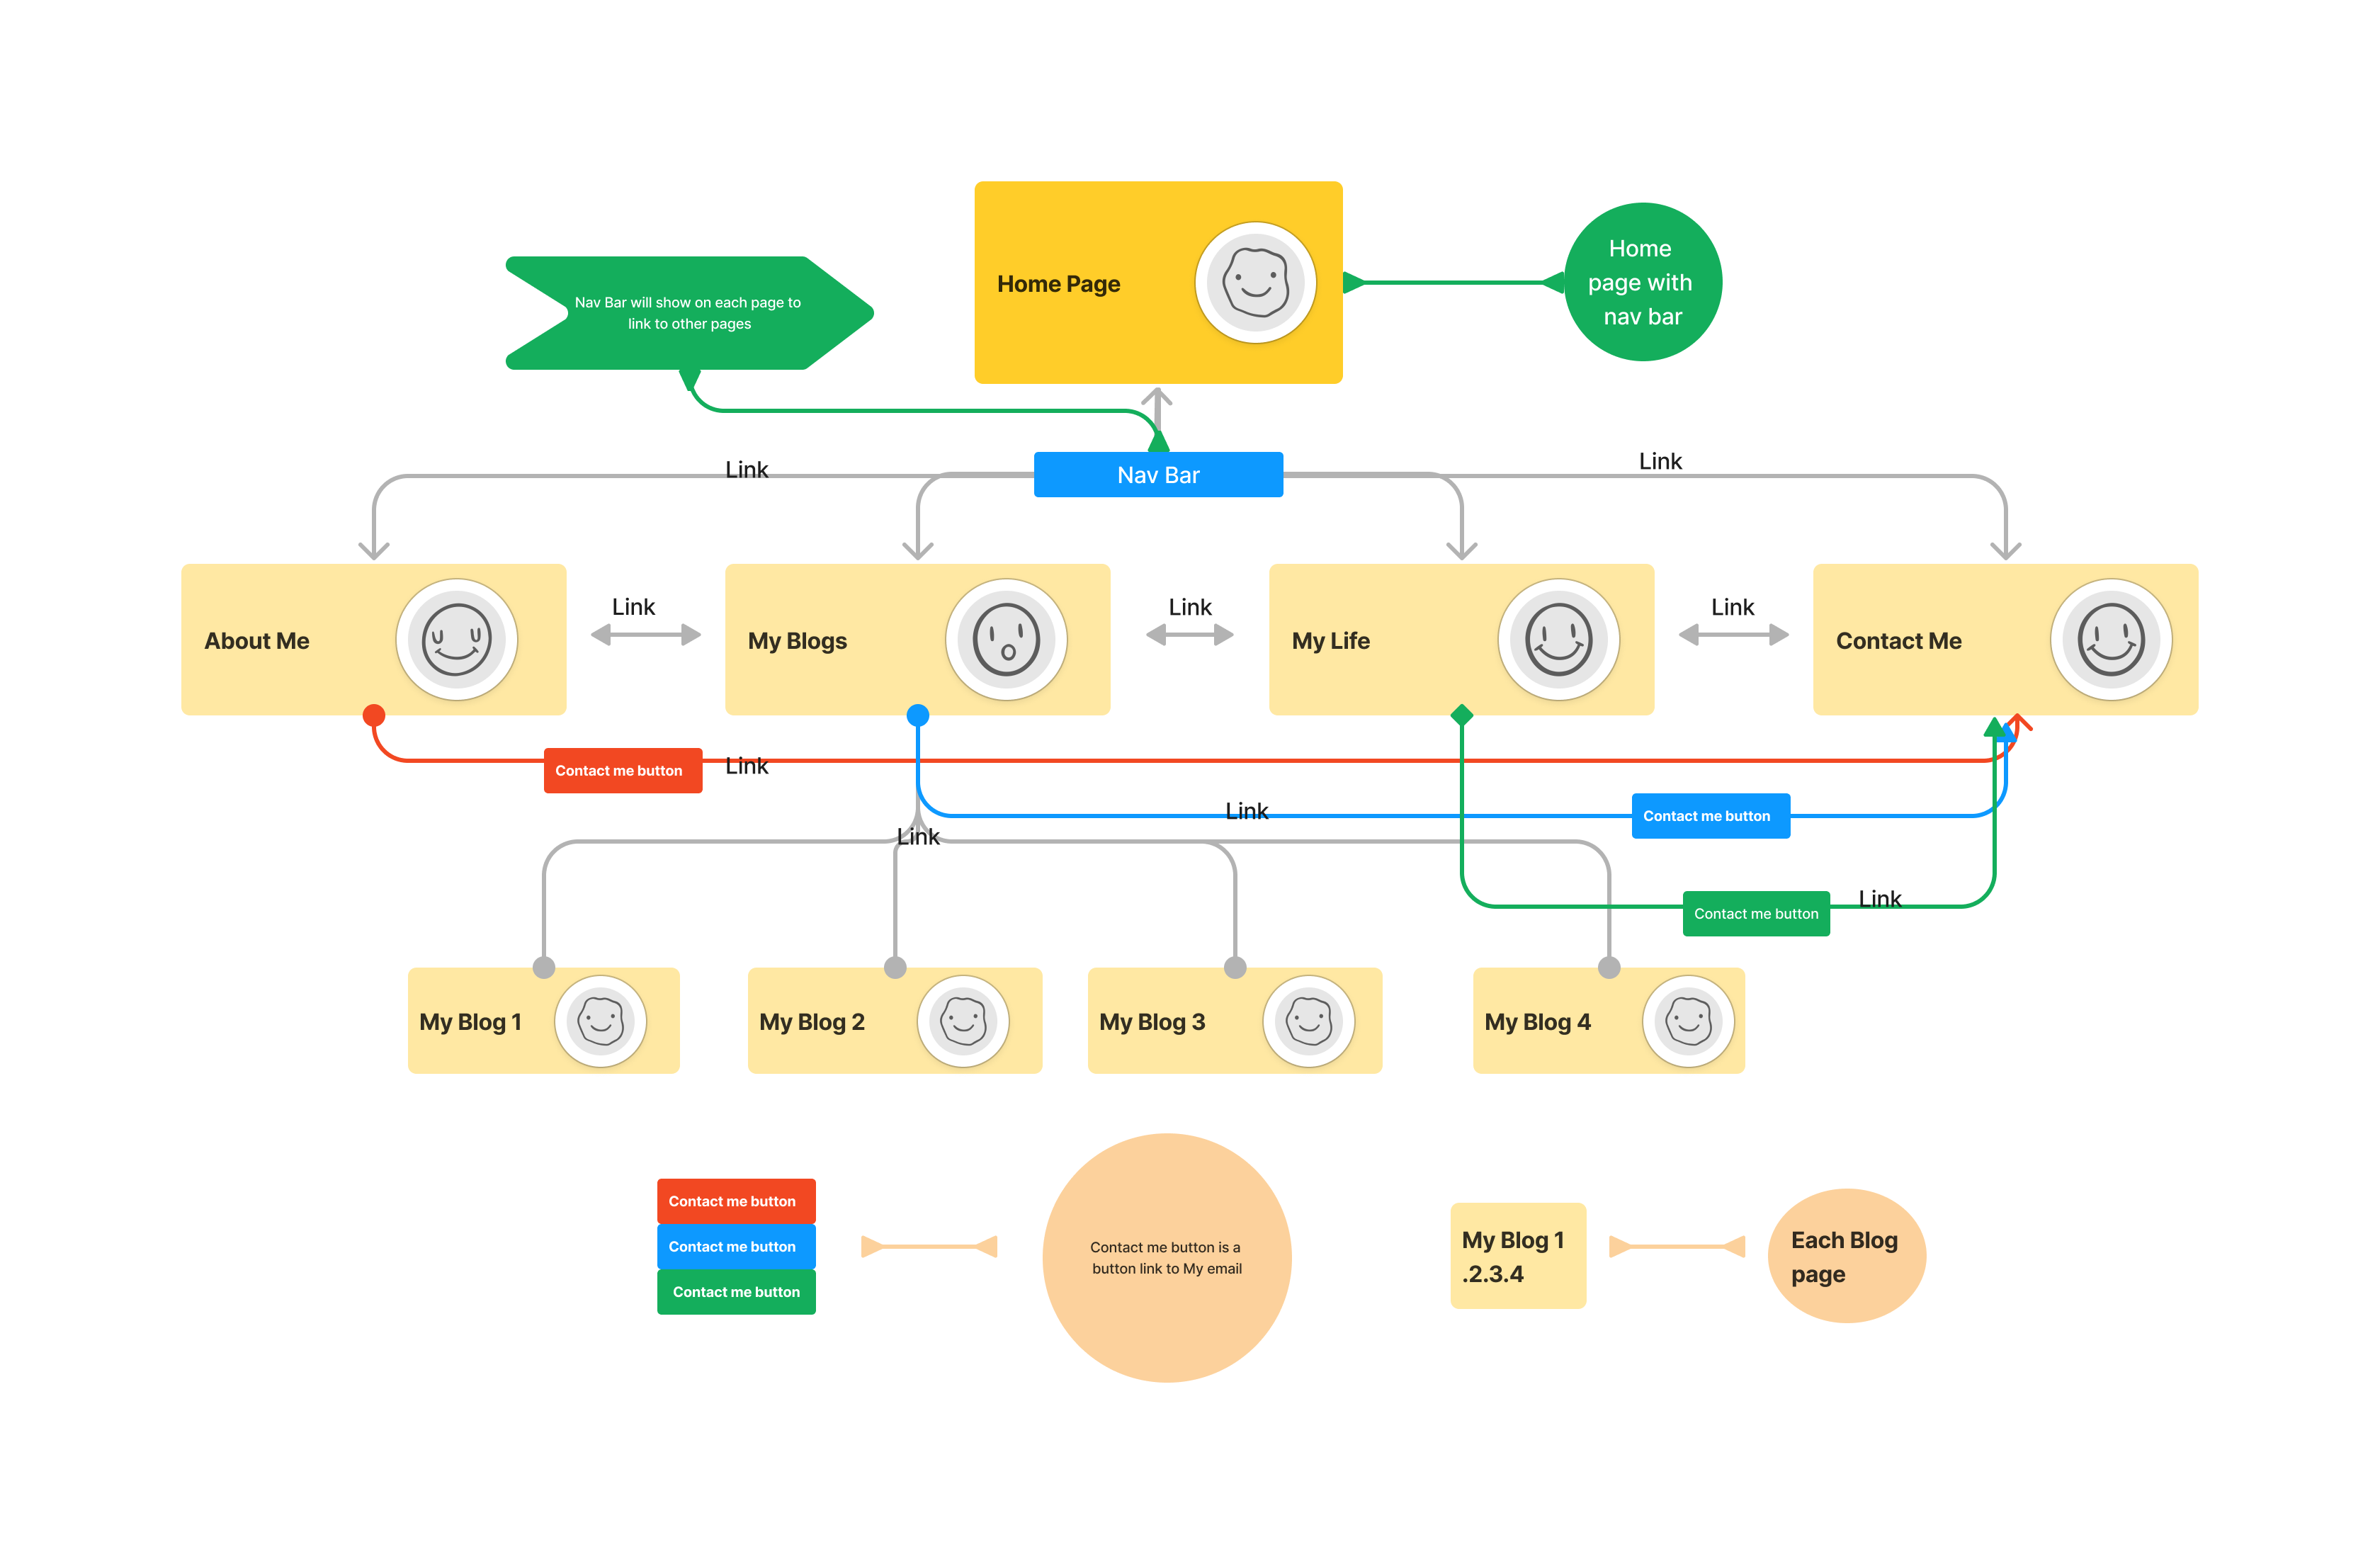 Home
page with
nav bar
Home Page
Nav Bar will show on each page to
link to other pages
Link
Nav Bar
Link
About Me
Link
My Blogs
Link
My Life
Link
Contact Me
Contact me button
Link
Link
Contact me button
Link
Contact me button
Link
My Blog 1
My Blog 2
My Blog 3
My Blog 4
Contact me button
Contact me button
Contact me button
Contact me button is a
button link to My email
My Blog 1
.2.3.4
Each Blog
page